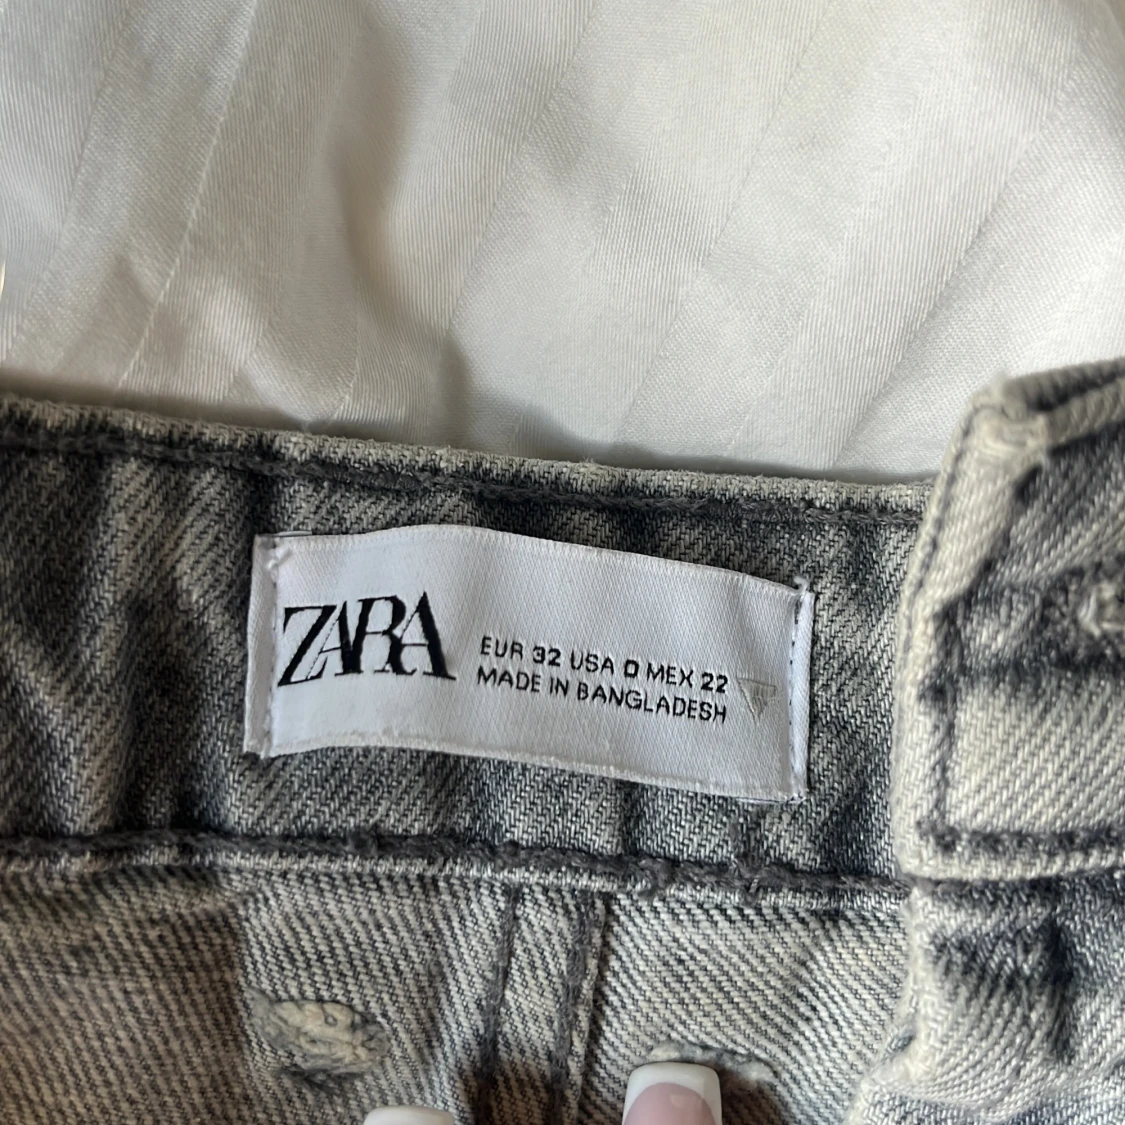 ZARA
EUR 32 USA 0 MEX 22
MADE IN BANGLADESH